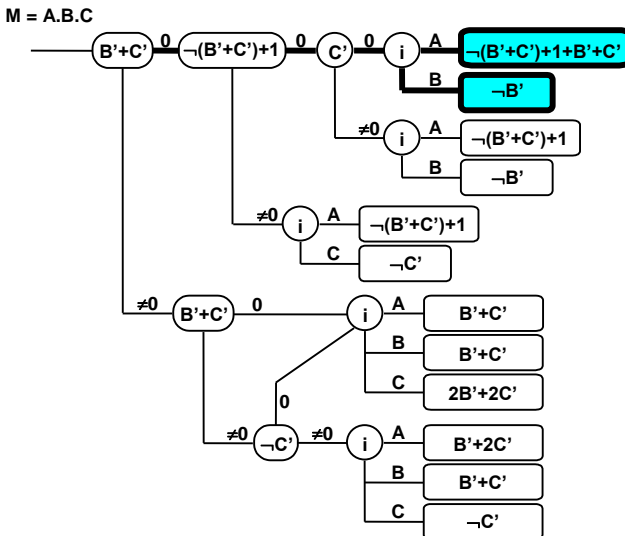 M = A.B.C
B'+C' 0 ¬(B'+C')+1 0 C' 0 i A ¬(B'+C')+1+B'+C'
B ¬B'
≠0 i A ¬(B'+C')+1
B ¬B'
≠0 i A ¬(B'+C')+1
C ¬C'
≠0 B'+C' 0 i A B'+C'
B B'+C'
C 2B'+2C'
0
≠0 ¬C' ≠0 i A B'+2C'
B B'+C'
C ¬C'